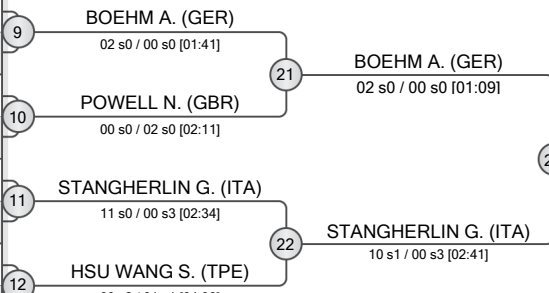 BOEHM A. (GER)
9
02 s0 / 00 s0 [01:41]
21
BOEHM A. (GER)
02 s0 / 00 s0 [01:09]
POWELL N. (GBR)
10
00 s0 / 02 s0 [02:11]
STANGHERLIN G. (ITA)
11
11 s0 / 00 s3 [02:34]
22
STANGHERLIN G. (ITA)
10 s1 / 00 s3 [02:41]
HSU WANG S. (TPE)
12